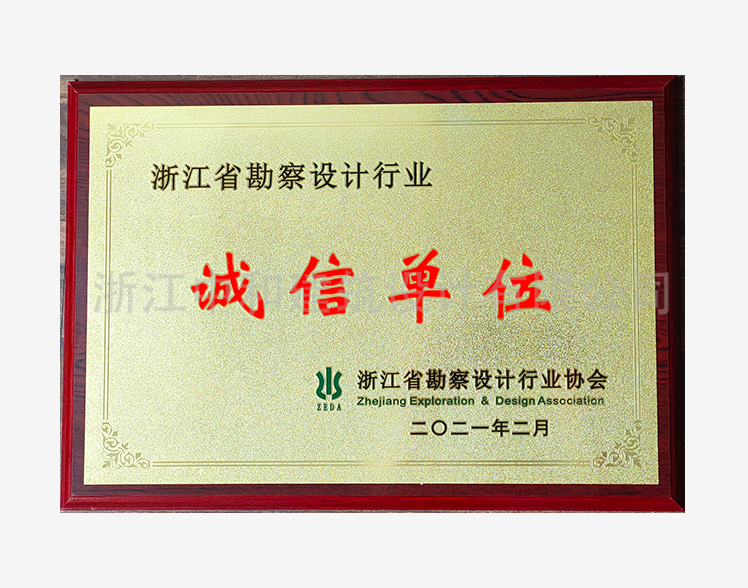 浙江省勘察设计行业
诚信单位
ZEDA
浙江省勘察设计行业协会
Zhejiang Exploration & Design Association
二〇二一年二月